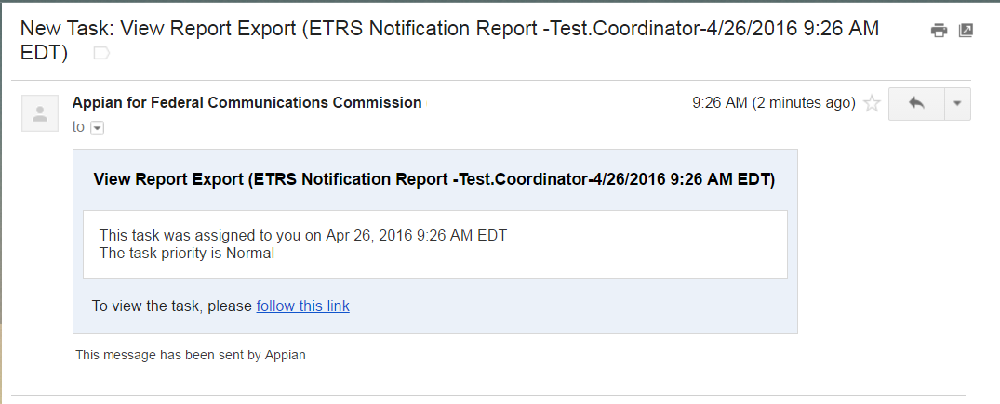 New Task: View Report Export (ETRS Notification Report -Test.Coordinator-4/26/2016 9:26 AM
EDT)
Appian for Federal Communications Commission
9:26 AM (2 minutes ago)
to
View Report Export (ETRS Notification Report -Test.Coordinator-4/26/2016 9:26 AM EDT)
This task was assigned to you on Apr 26, 2016 9:26 AM EDT
The task priority is Normal
To view the task, please follow this link
This message has been sent by Appian